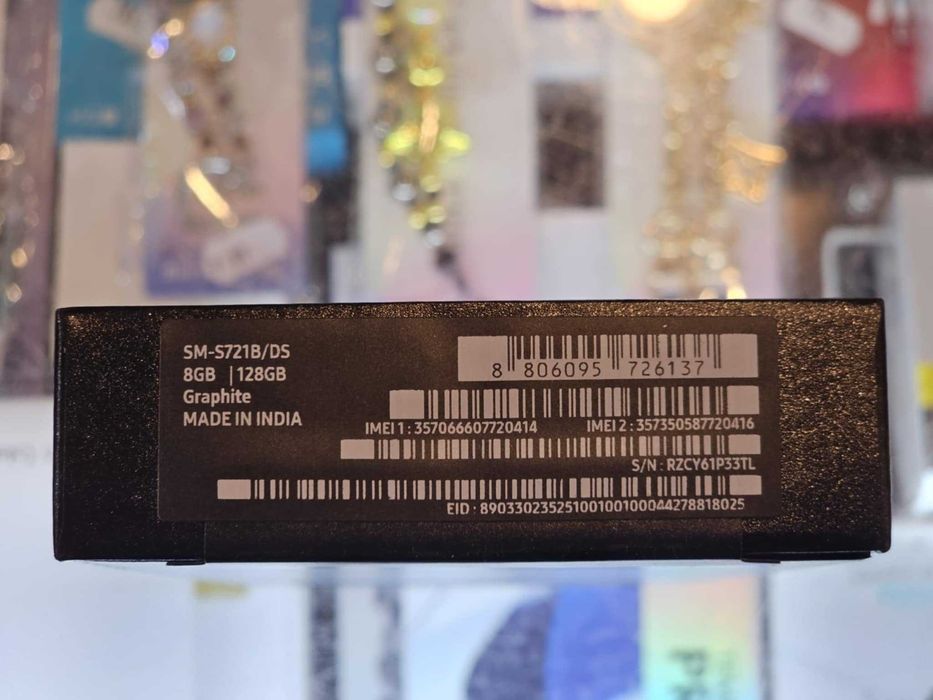 SM-S721B/DS
8GB | 128GB
Graphite
MADE IN INDIA
8 806095 726137
IMEI 1 : 357066607720414 IMEI 2 : 357350587720416
S/N : RZCY61P33TL
EID : 89033023525100100100044278818025